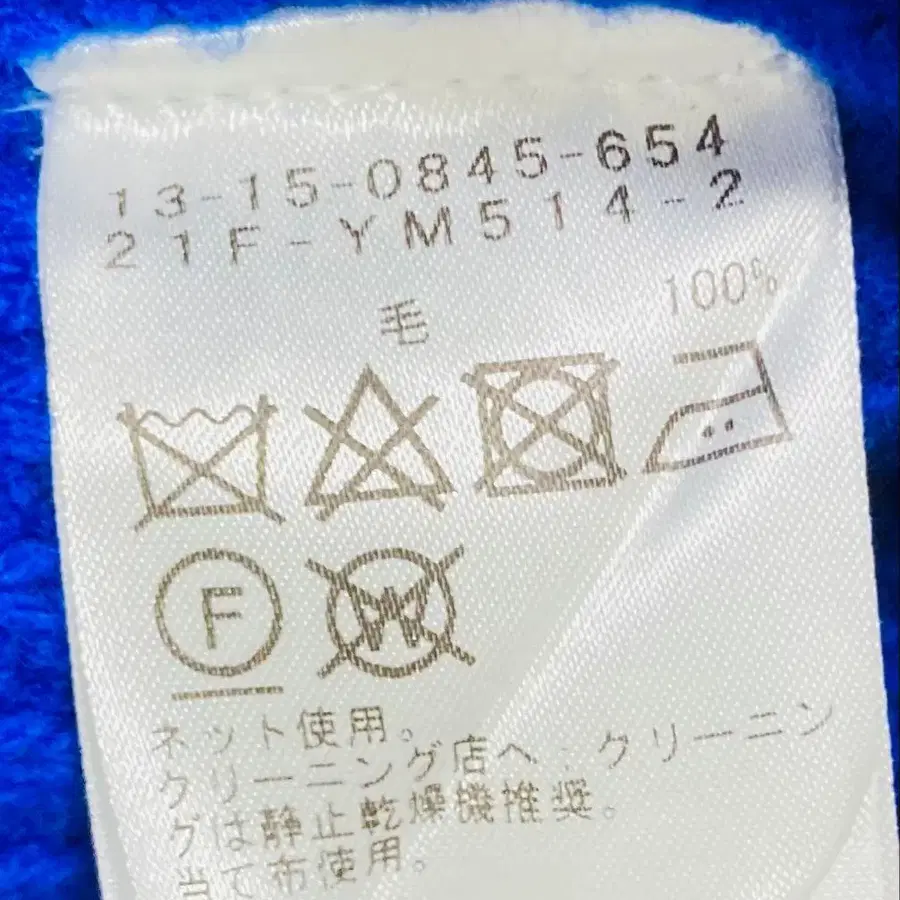 13-15-0845-654
21F-YM514-2
毛 100%
F
W
ネット使用。
クリーニング店へ:クリーニン
グは静止乾燥機推奨。
当て布使用。